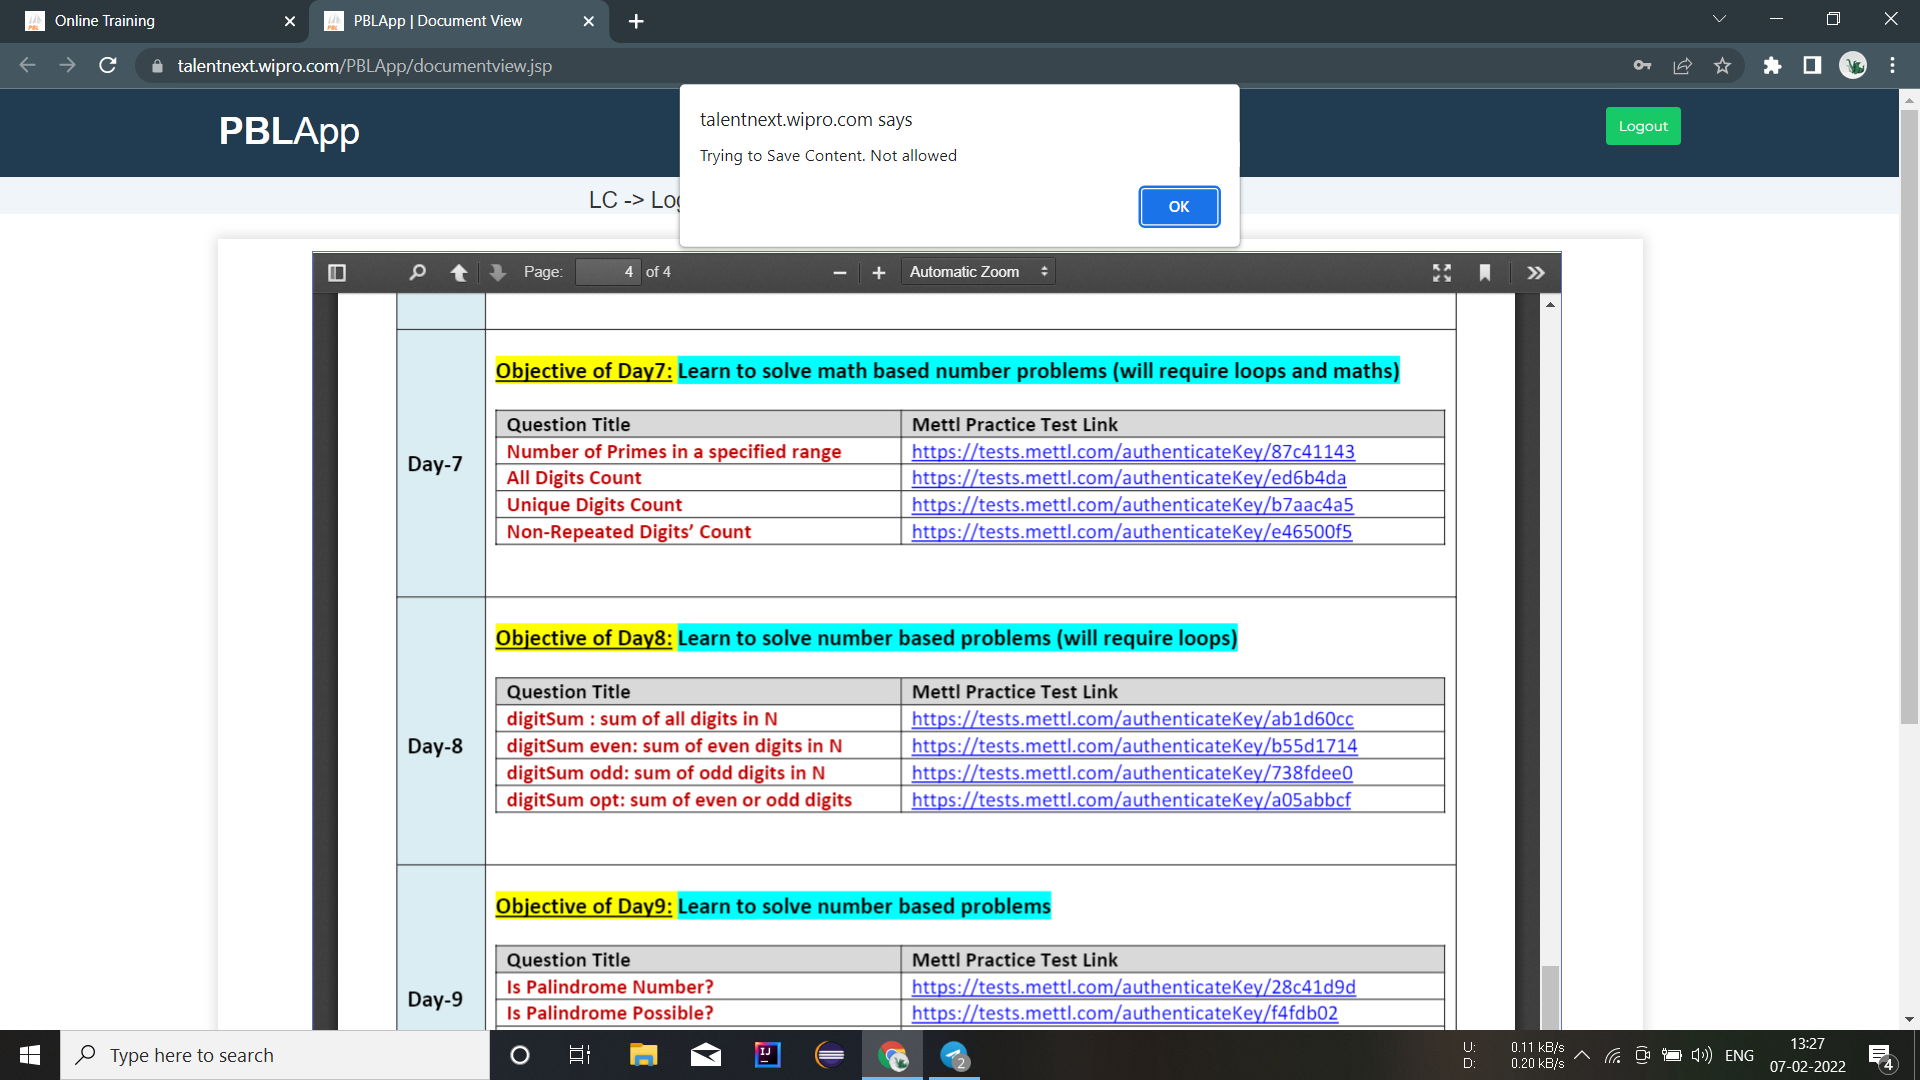 Online Training
PBLApp | Document View
talentnext.wipro.com/PBLApp/documentview.jsp
PBLApp
Logout
talentnext.wipro.com says
Trying to Save Content. Not allowed
OK
LC -> Log
Page: 4 of 4
Automatic Zoom
Objective of Day7: Learn to solve math based number problems (will require loops and maths)
Question Title Mettl Practice Test Link
Number of Primes in a specified range https://tests.mettl.com/authenticateKey/87c41143
Day-7
All Digits Count https://tests.mettl.com/authenticateKey/ed6b4da
Unique Digits Count https://tests.mettl.com/authenticateKey/b7aac4a5
Non-Repeated Digits’ Count https://tests.mettl.com/authenticateKey/e46500f5
Objective of Day8: Learn to solve number based problems (will require loops)
Question Title Mettl Practice Test Link
digitSum : sum of all digits in N https://tests.mettl.com/authenticateKey/ab1d60cc
Day-8
digitSum even: sum of even digits in N https://tests.mettl.com/authenticateKey/b55d1714
digitSum odd: sum of odd digits in N https://tests.mettl.com/authenticateKey/738fdee0
digitSum opt: sum of even or odd digits https://tests.mettl.com/authenticateKey/a05abbcf
Objective of Day9: Learn to solve number based problems
Question Title Mettl Practice Test Link
Is Palindrome Number? https://tests.mettl.com/authenticateKey/28c41d9d
Day-9
Is Palindrome Possible? https://tests.mettl.com/authenticateKey/f4fdb02
Type here to search
IJ
2
U: 0.11 kB/s
D: 0.20 kB/s
ENG
13:27
07-02-2022
4